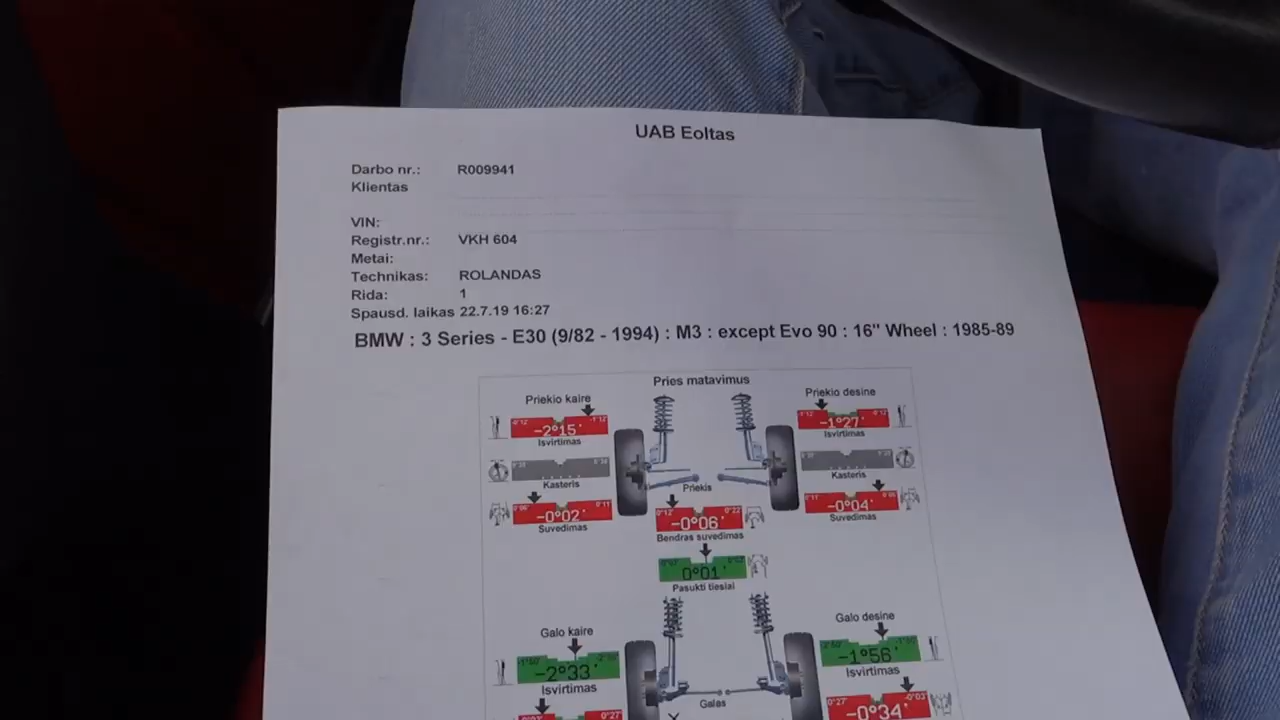 UAB Eoltas
Darbo nr.: R009941
Klientas
VIN:
Registr.nr.: VKH 604
Metai:
Technikas: ROLANDAS
Rida: 1
Spausd. laikas 22.7.19 16:27
BMW : 3 Series - E30 (9/82 - 1994) : M3 : except Evo 90 : 16" Wheel : 1985-89
Pries matavimus
Priekio kaire
Priekio desine
-2°15'
-1°27'
Isvirtimas
Isvirtimas
Kasteris
Kasteris
Priekis
-0°02'
-0°06'
-0°04'
Suvedimas
Bendras suvedimas
Suvedimas
0°01'
Pasukti tiesiai
Galo kaire
Galo desine
-2°33'
-1°56'
Isvirtimas
Isvirtimas
Galas
0°27'
0°27'
-0°34'